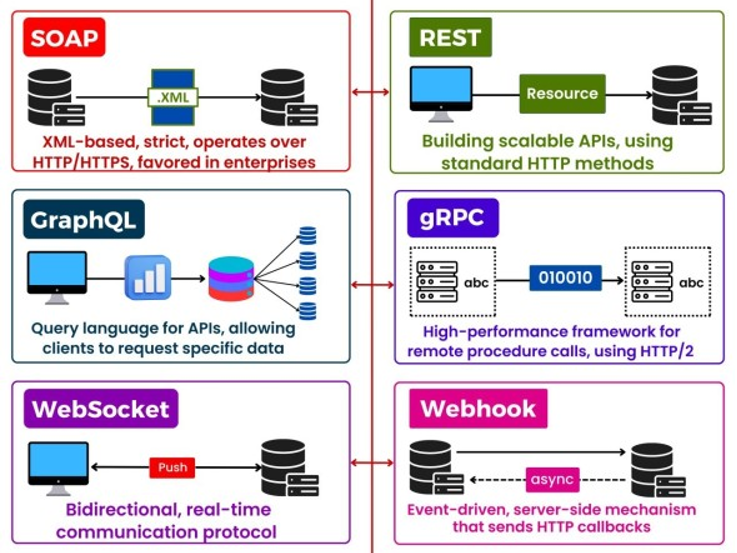 SOAP
.XML
XML-based, strict, operates over
HTTP/HTTPS, favored in enterprises
REST
Resource
Building scalable APIs, using
standard HTTP methods
GraphQL
Query language for APIs, allowing
clients to request specific data
gRPC
abc
010010
abc
High-performance framework for
remote procedure calls, using HTTP/2
WebSocket
Push
Bidirectional, real-time
communication protocol
Webhook
async
Event-driven, server-side mechanism
that sends HTTP callbacks